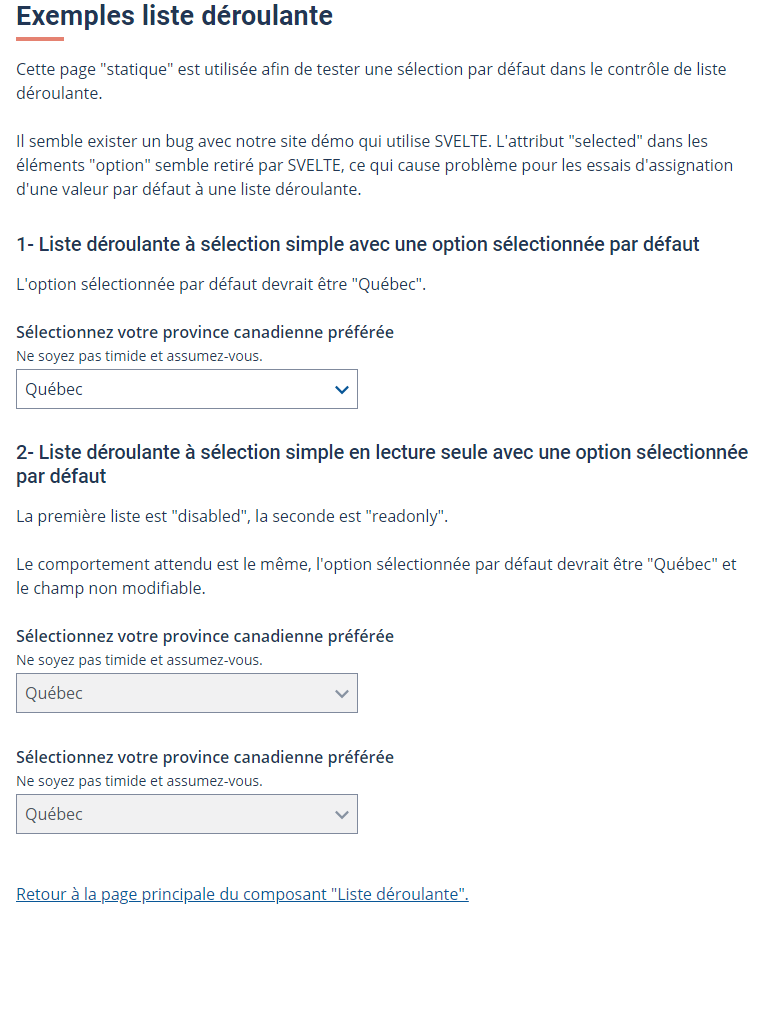 Exemples liste déroulante
Cette page "statique" est utilisée afin de tester une sélection par défaut dans le contrôle de liste
déroulante.
Il semble exister un bug avec notre site démo qui utilise SVELTE. L'attribut "selected" dans les
éléments "option" semble retiré par SVELTE, ce qui cause problème pour les essais d'assignation
d'une valeur par défaut à une liste déroulante.
1- Liste déroulante à sélection simple avec une option sélectionnée par défaut
L'option sélectionnée par défaut devrait être "Québec".
Sélectionnez votre province canadienne préférée
Ne soyez pas timide et assumez-vous.
Québec
2- Liste déroulante à sélection simple en lecture seule avec une option sélectionnée
par défaut
La première liste est "disabled", la seconde est "readonly".
Le comportement attendu est le même, l'option sélectionnée par défaut devrait être "Québec" et
le champ non modifiable.
Sélectionnez votre province canadienne préférée
Ne soyez pas timide et assumez-vous.
Québec
Sélectionnez votre province canadienne préférée
Ne soyez pas timide et assumez-vous.
Québec
Retour à la page principale du composant "Liste déroulante".